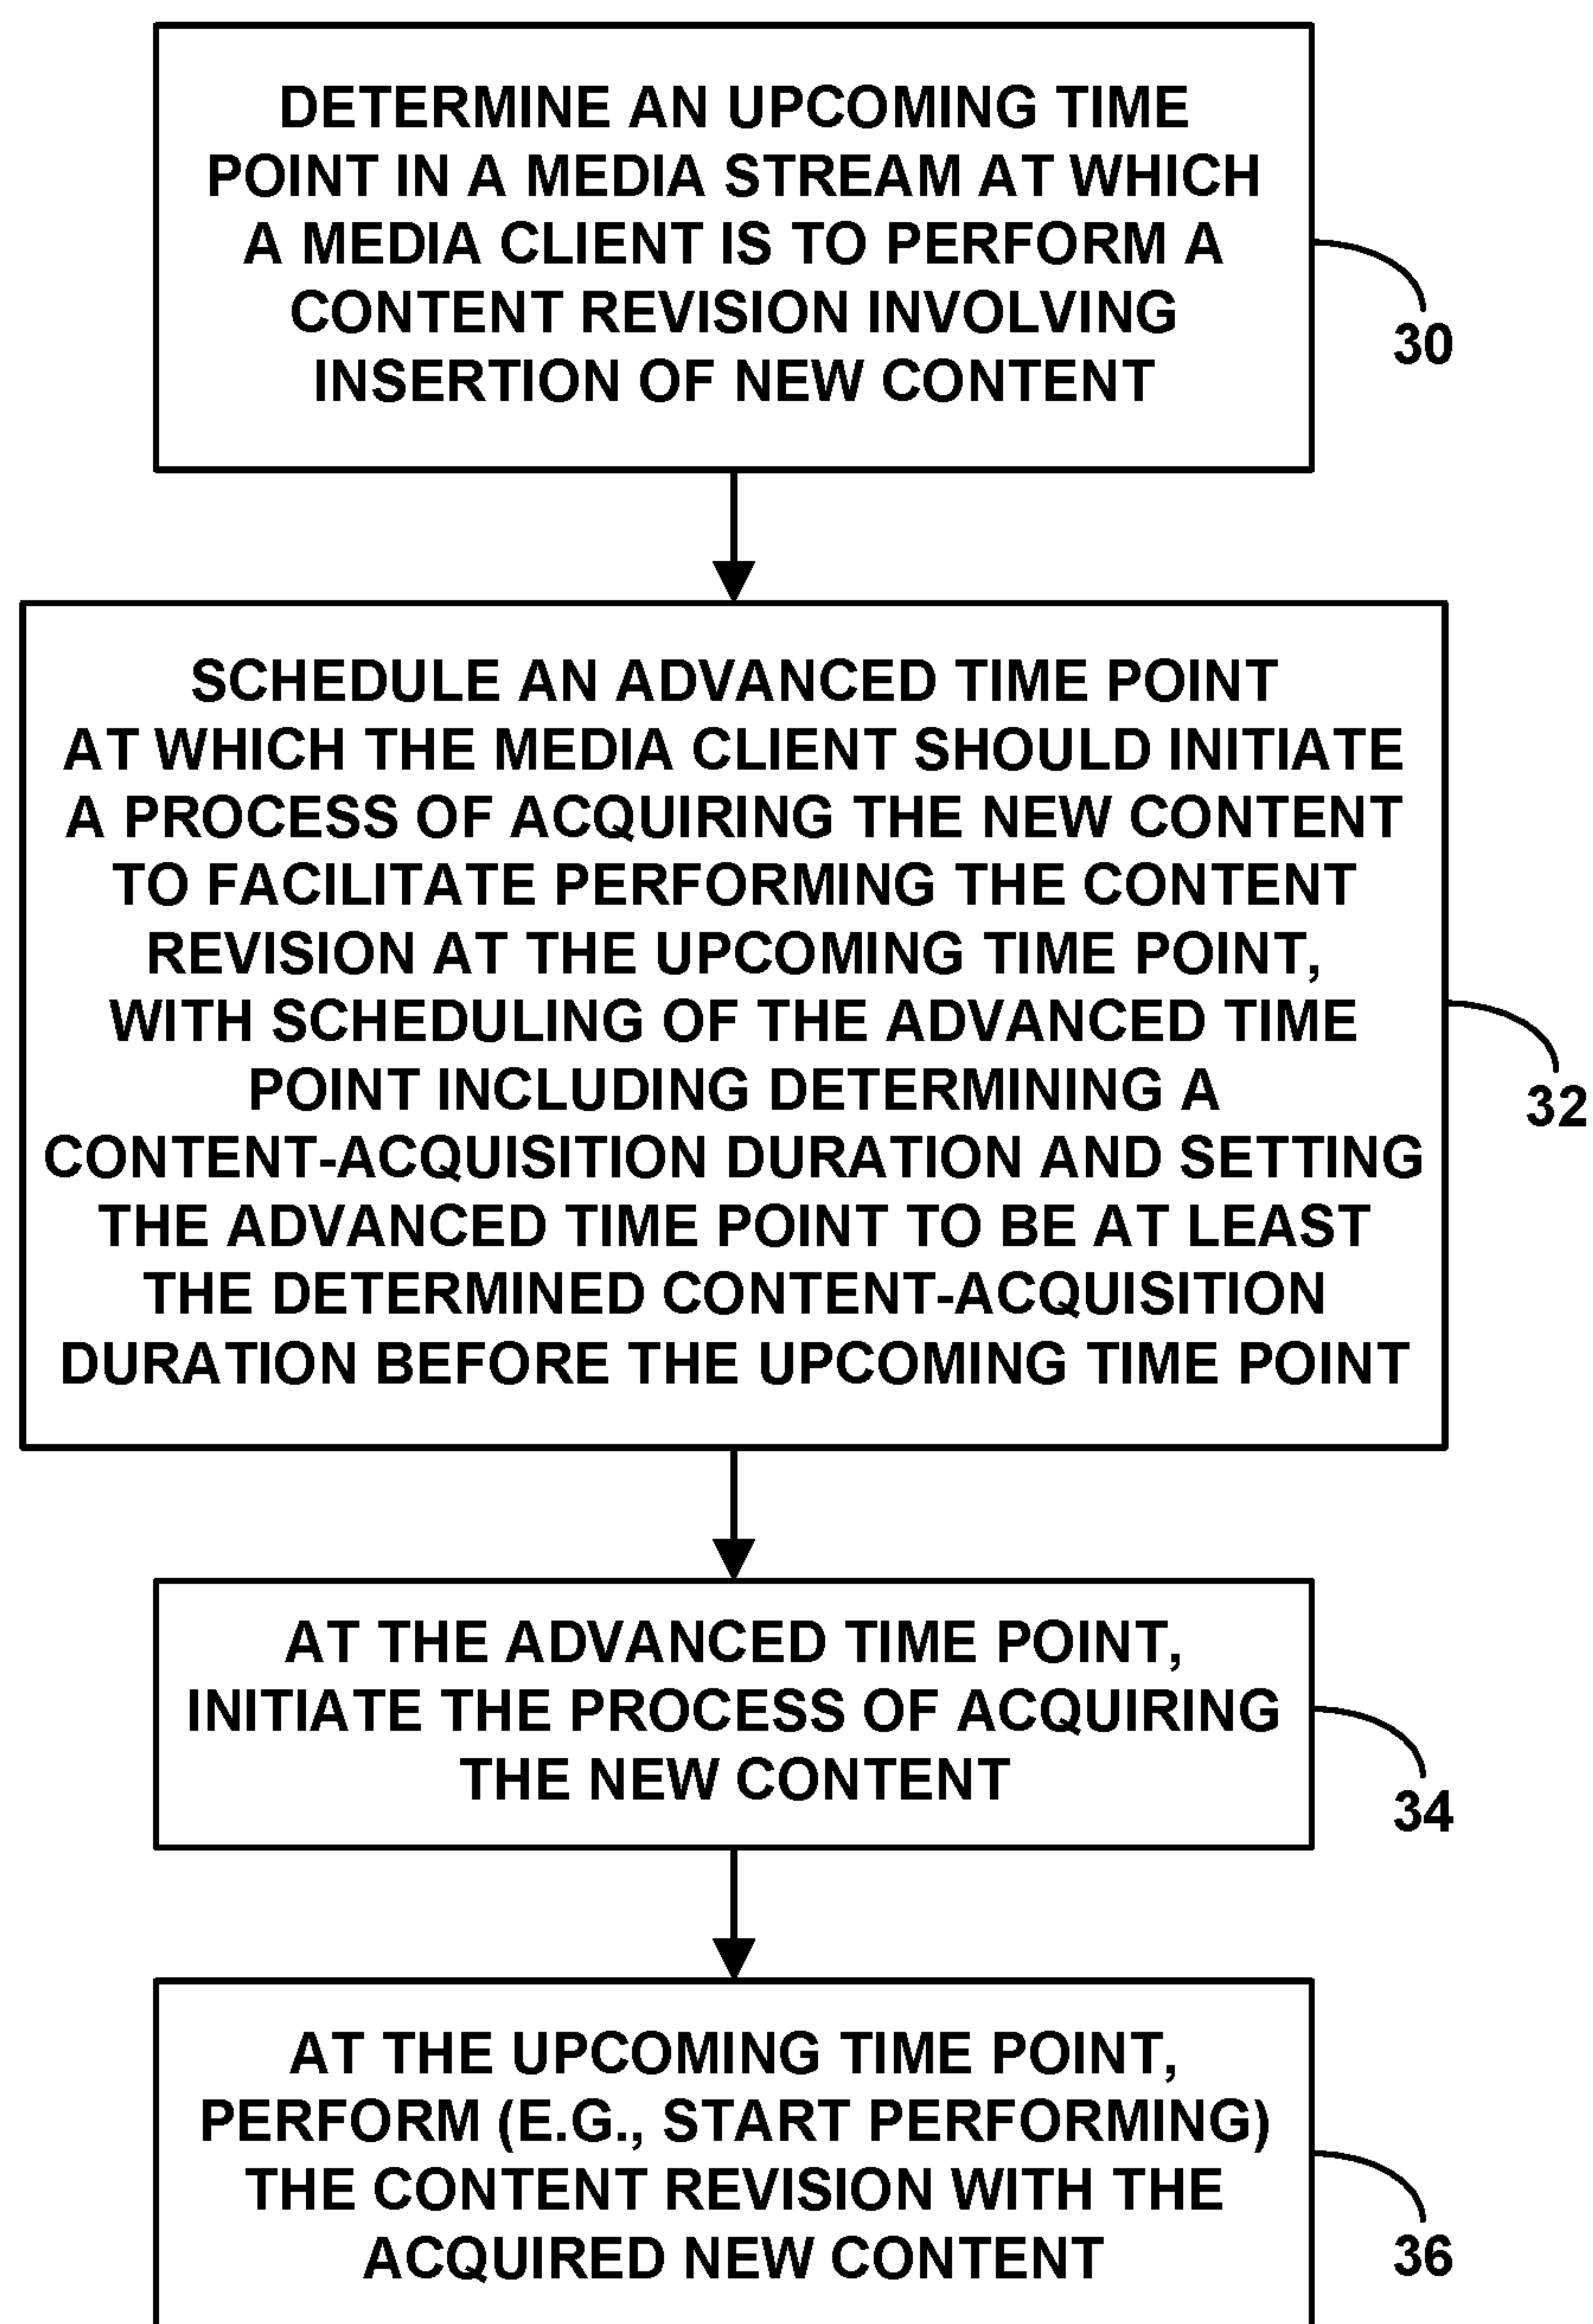 DETERMINE AN UPCOMING TIME
POINT IN A MEDIA STREAM AT WHICH
A MEDIA CLIENT IS TO PERFORM A
CONTENT REVISION INVOLVING
INSERTION OF NEW CONTENT
30
SCHEDULE AN ADVANCED TIME POINT
AT WHICH THE MEDIA CLIENT SHOULD INITIATE
A PROCESS OF ACQUIRING THE NEW CONTENT
TO FACILITATE PERFORMING THE CONTENT
REVISION AT THE UPCOMING TIME POINT,
WITH SCHEDULING OF THE ADVANCED TIME
POINT INCLUDING DETERMINING A
CONTENT-ACQUISITION DURATION AND SETTING
THE ADVANCED TIME POINT TO BE AT LEAST
THE DETERMINED CONTENT-ACQUISITION
DURATION BEFORE THE UPCOMING TIME POINT
32
AT THE ADVANCED TIME POINT,
INITIATE THE PROCESS OF ACQUIRING
THE NEW CONTENT
34
AT THE UPCOMING TIME POINT,
PERFORM (E.G., START PERFORMING)
THE CONTENT REVISION WITH THE
ACQUIRED NEW CONTENT
36